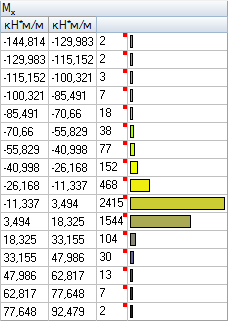 Mx
кН*м/м кН*м/м
-144,814 -129,983 2
-129,983 -115,152 2
-115,152 -100,321 3
-100,321 -85,491 7
-85,491 -70,66 18
-70,66 -55,829 38
-55,829 -40,998 77
-40,998 -26,168 152
-26,168 -11,337 468
-11,337 3,494 2415
3,494 18,325 1544
18,325 33,155 104
33,155 47,986 30
47,986 62,817 13
62,817 77,648 7
77,648 92,479 2